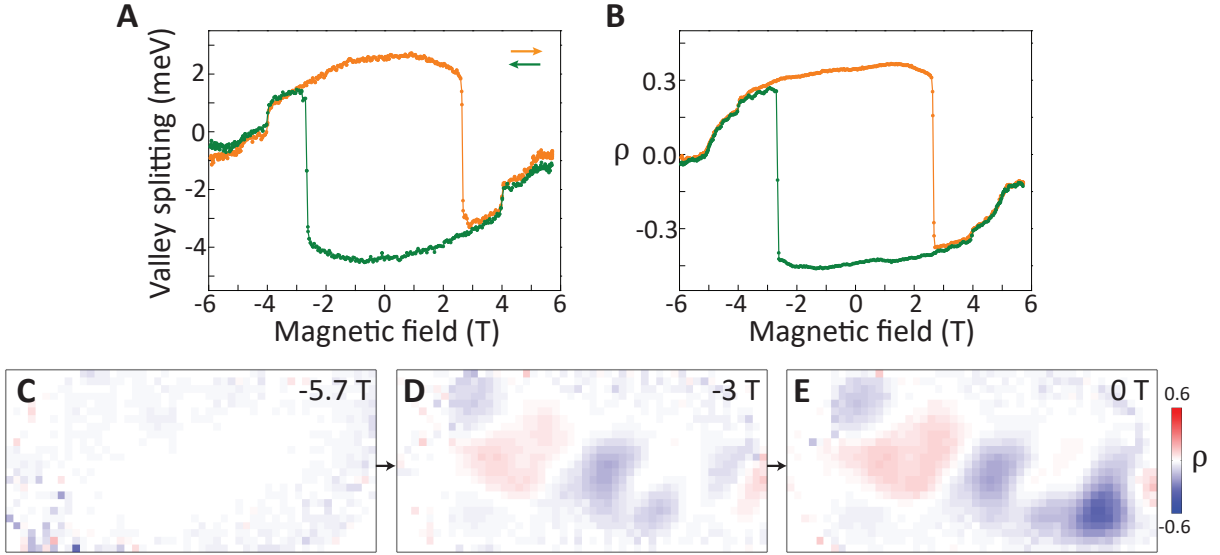 A
B
Valley splitting (meV)
2
0
-2
-4
-6 -4 -2 0 2 4 6
Magnetic field (T)
ρ
0.3
0.0
-0.3
-6 -4 -2 0 2 4 6
Magnetic field (T)
C -5.7 T
D -3 T
E 0 T
0.6
ρ
-0.6